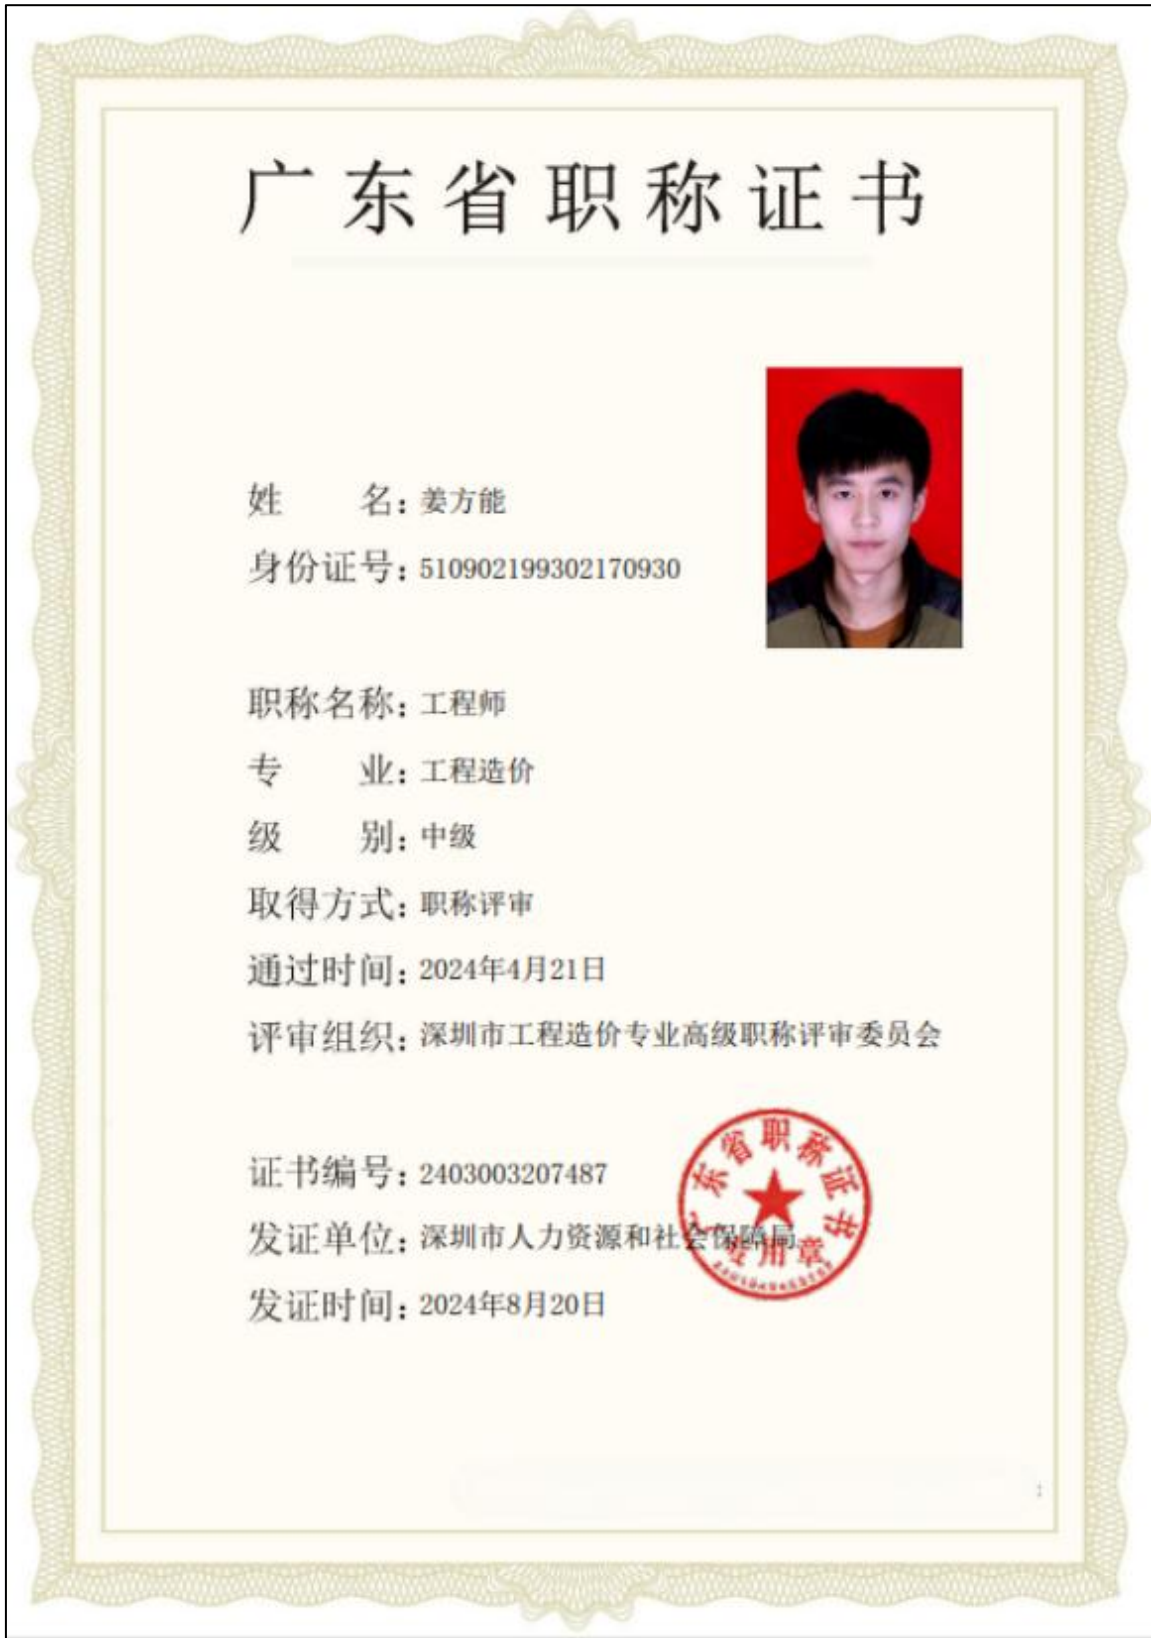 广东省职称证书
姓 名：姜方能
身份证号：510902199302170930
职称名称：工程师
专 业：工程造价
级 别：中级
取得方式：职称评审
通过时间：2024年4月21日
评审组织：深圳市工程造价专业高级职称评审委员会
证书编号：2403003207487
发证单位：深圳市人力资源和社会保障局
发证时间：2024年8月20日
广东省职称证书
专用章